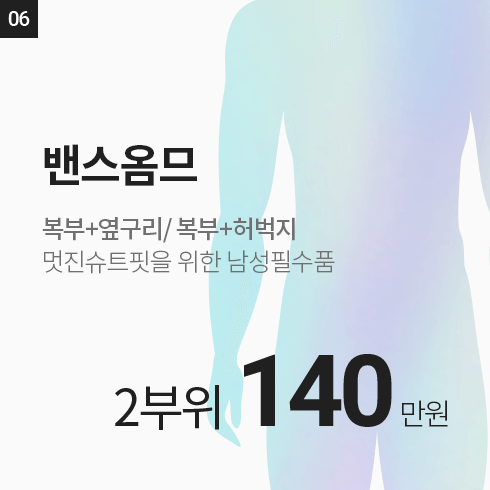 06
밴스옴므
복부+옆구리/ 복부+허벅지
멋진슈트핏을 위한 남성필수품
2부위 140 만원